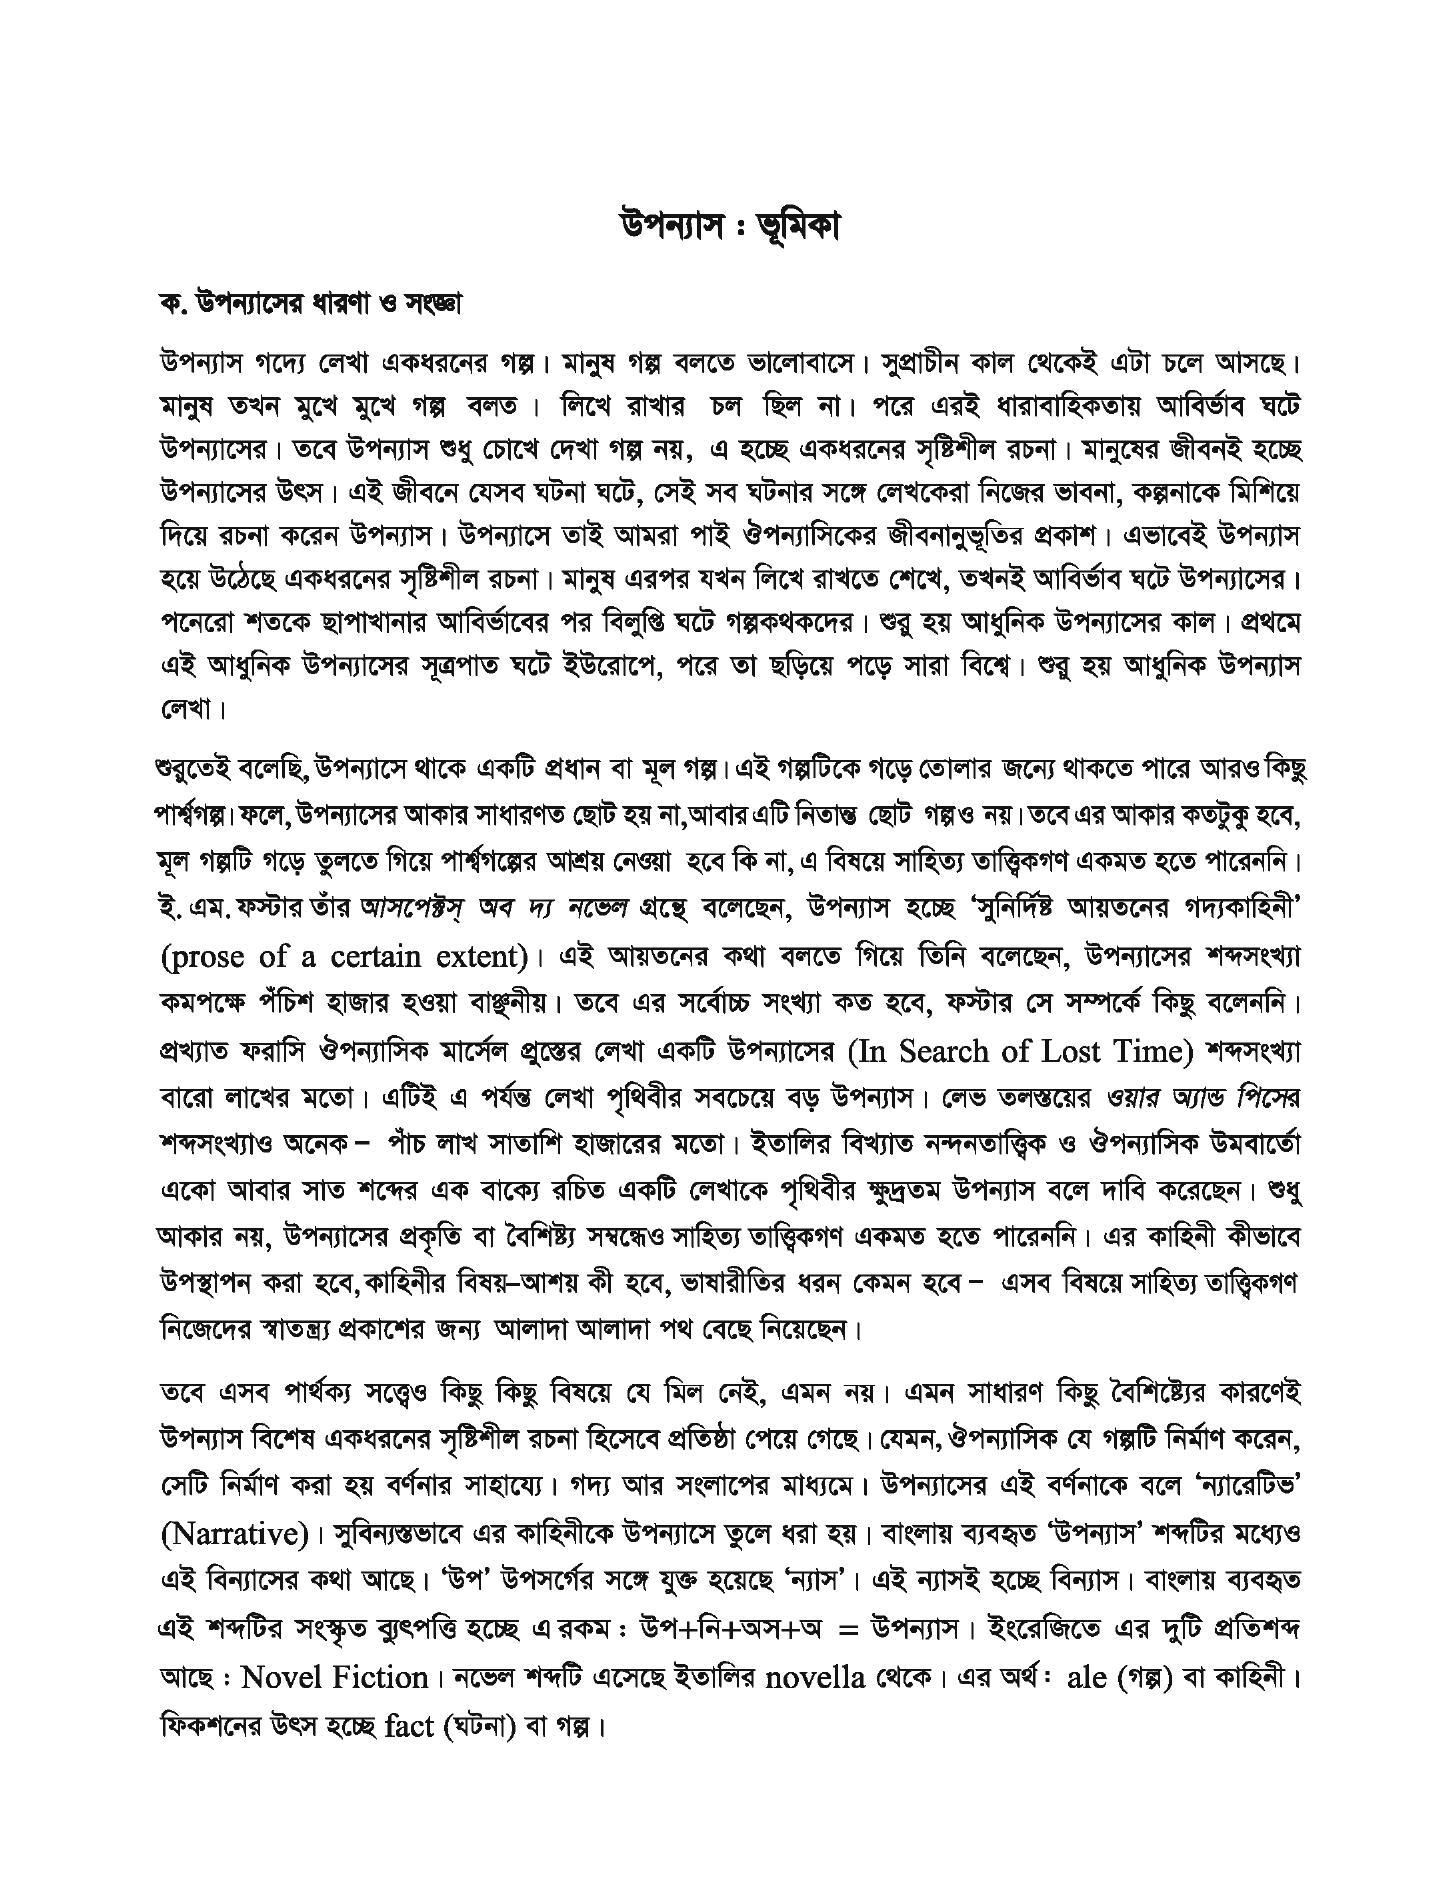 উপন্যাস : ভূমিকা
ক. উপন্যাসের ধারণা ও সংজ্ঞা
উপন্যাস গদ্যে লেখা একধরনের গল্প। মানুষ গল্প বলতে ভালোবাসে। সুপ্রাচীন কাল থেকেই এটা চলে আসছে।
মানুষ তখন মুখে মুখে গল্প বলত । লিখে রাখার চল ছিল না। পরে এরই ধারাবাহিকতায় আবির্ভাব ঘটে
উপন্যাসের। তবে উপন্যাস শুধু চোখে দেখা গল্প নয়, এ হচ্ছে একধরনের সৃষ্টিশীল রচনা। মানুষের জীবনই হচ্ছে
উপন্যাসের উৎস। এই জীবনে যেসব ঘটনা ঘটে, সেই সব ঘটনার সঙ্গে লেখকেরা নিজের ভাবনা, কল্পনাকে মিশিয়ে
দিয়ে রচনা করেন উপন্যাস। উপন্যাসে তাই আমরা পাই ঔপন্যাসিকের জীবনানুভূতির প্রকাশ। এভাবেই উপন্যাস
হয়ে উঠেছে একধরনের সৃষ্টিশীল রচনা। মানুষ এরপর যখন লিখে রাখতে শেখে, তখনই আবির্ভাব ঘটে উপন্যাসের।
পনেরো শতকে ছাপাখানার আবির্ভাবের পর বিলুপ্তি ঘটে গল্পকথকদের। শুরু হয় আধুনিক উপন্যাসের কাল। প্রথমে
এই আধুনিক উপন্যাসের সূত্রপাত ঘটে ইউরোপে, পরে তা ছড়িয়ে পড়ে সারা বিশ্বে। শুরু হয় আধুনিক উপন্যাস
লেখা।
শুরুতেই বলেছি, উপন্যাসে থাকে একটি প্রধান বা মূল গল্প। এই গল্পটিকে গড়ে তোলার জন্যে থাকতে পারে আরও কিছু
পার্শ্বগল্প। ফলে, উপন্যাসের আকার সাধারণত ছোট হয় না,আবার এটি নিতান্ত ছোট গল্পও নয়। তবে এর আকার কতটুকু হবে,
মূল গল্পটি গড়ে তুলতে গিয়ে পার্শ্বগল্পের আশ্রয় নেওয়া হবে কি না, এ বিষয়ে সাহিত্য তাত্ত্বিকগণ একমত হতে পারেননি।
ই. এম. ফস্টার তাঁর আসপেক্টস্ অব দ্য নভেল গ্রন্থে বলেছেন, উপন্যাস হচ্ছে ‘সুনির্দিষ্ট আয়তনের গদ্যকাহিনী’
(prose of a certain extent)। এই আয়তনের কথা বলতে গিয়ে তিনি বলেছেন, উপন্যাসের শব্দসংখ্যা
কমপক্ষে পঁচিশ হাজার হওয়া বাঞ্ছনীয়। তবে এর সর্বোচ্চ সংখ্যা কত হবে, ফস্টার সে সম্পর্কে কিছু বলেননি।
প্রখ্যাত ফরাসি ঔপন্যাসিক মার্সেল প্রুস্তের লেখা একটি উপন্যাসের (In Search of Lost Time) শব্দসংখ্যা
বারো লাখের মতো। এটিই এ পর্যন্ত লেখা পৃথিবীর সবচেয়ে বড় উপন্যাস। লেভ তলস্তয়ের ওয়ার অ্যান্ড পিসের
শব্দসংখ্যাও অনেক – পাঁচ লাখ সাতাশি হাজারের মতো। ইতালির বিখ্যাত নন্দনতাত্ত্বিক ও ঔপন্যাসিক উমবার্তো
একো আবার সাত শব্দের এক বাক্যে রচিত একটি লেখাকে পৃথিবীর ক্ষুদ্রতম উপন্যাস বলে দাবি করেছেন। শুধু
আকার নয়, উপন্যাসের প্রকৃতি বা বৈশিষ্ট্য সম্বন্ধেও সাহিত্য তাত্ত্বিকগণ একমত হতে পারেননি। এর কাহিনী কীভাবে
উপস্থাপন করা হবে, কাহিনীর বিষয়–আশয় কী হবে, ভাষারীতির ধরন কেমন হবে – এসব বিষয়ে সাহিত্য তাত্ত্বিকগণ
নিজেদের স্বাতন্ত্র্য প্রকাশের জন্য আলাদা আলাদা পথ বেছে নিয়েছেন।
তবে এসব পার্থক্য সত্ত্বেও কিছু কিছু বিষয়ে যে মিল নেই, এমন নয়। এমন সাধারণ কিছু বৈশিষ্ট্যের কারণেই
উপন্যাস বিশেষ একধরনের সৃষ্টিশীল রচনা হিসেবে প্রতিষ্ঠা পেয়ে গেছে। যেমন, ঔপন্যাসিক যে গল্পটি নির্মাণ করেন,
সেটি নির্মাণ করা হয় বর্ণনার সাহায্যে। গদ্য আর সংলাপের মাধ্যমে। উপন্যাসের এই বর্ণনাকে বলে ‘ন্যারেটিভ’
(Narrative)। সুবিন্যস্তভাবে এর কাহিনীকে উপন্যাসে তুলে ধরা হয়। বাংলায় ব্যবহৃত ‘উপন্যাস’ শব্দটির মধ্যেও
এই বিন্যাসের কথা আছে। ‘উপ’ উপসর্গের সঙ্গে যুক্ত হয়েছে ‘ন্যাস’। এই ন্যাসই হচ্ছে বিন্যাস। বাংলায় ব্যবহৃত
এই শব্দটির সংস্কৃত ব্যুৎপত্তি হচ্ছে এ রকম : উপ+নি+অস+অ = উপন্যাস। ইংরেজিতে এর দুটি প্রতিশব্দ
আছে : Novel Fiction। নভেল শব্দটি এসেছে ইতালির novella থেকে। এর অর্থ : ale (গল্প) বা কাহিনী।
ফিকশনের উৎস হচ্ছে fact (ঘটনা) বা গল্প।